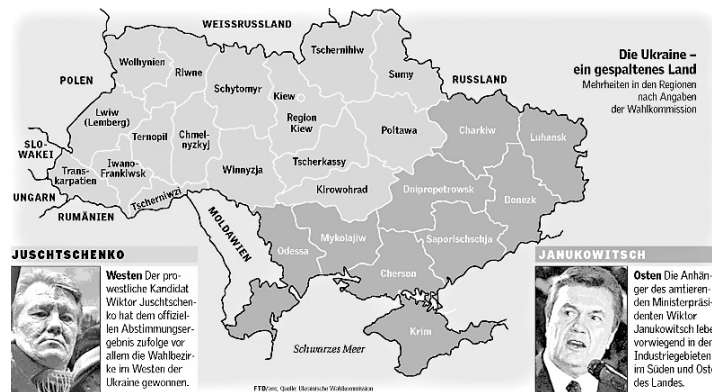 WEISSRUSSLAND
Die Ukraine –
ein gespaltenes Land
Mehrheiten in den Regionen
nach Angaben
der Wahlkommission
POLEN
RUSSLAND
SLO-
WAKEI
UNGARN
RUMÄNIEN
MOLDAWIEN
Schwarzes Meer
Wolhynien
Riwne
Schytomyr
Kiew
Region
Kiew
Tschernihiw
Sumy
Lwiw
(Lemberg)
Ternopil
Chmel-
nyzkyj
Winnyzja
Tscherkassy
Poltawa
Charkiw
Luhansk
Trans-
karpatien
Iwano-
Frankiwsk
Tscherniwzi
Kirowohrad
Dnipropetrowsk
Donezk
Odessa
Mykolajiw
Saporischschja
Cherson
Krim
JUSCHTSCHENKO
Westen Der pro-
westliche Kandidat
Wiktor Juschtschen-
ko hat dem offiziel-
len Abstimmungser-
gebnis zufolge vor
allem die Wahlbezir-
ke im Westen der
Ukraine gewonnen.
JANUKOWITSCH
Osten Die Anhän-
ger des amtieren-
den Ministerpräsi-
denten Wiktor
Janukowitsch lebe
vorwiegend in den
Industriegebieten
im Süden und Oste
des Landes.
FTD/am; Quelle: Ukrainische Wahlkommission